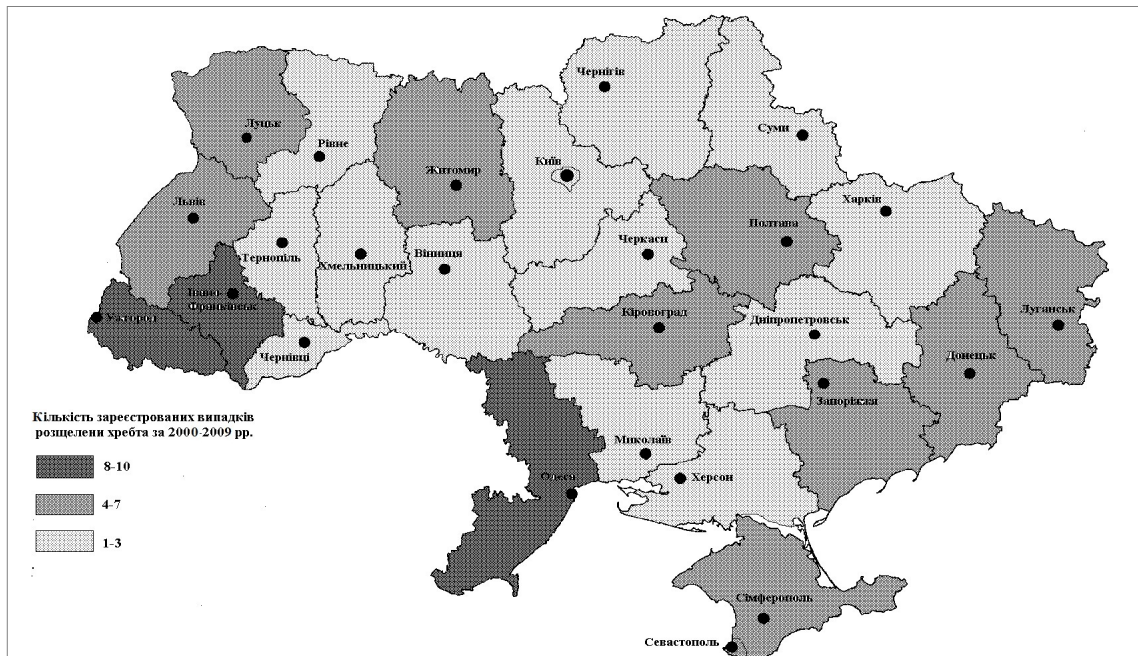 Чернігів
Суми
Луцьк
Рівне
Київ
Житомир
Харків
Львів
Полтава
Черкаси
Вінниця
Тернопіль
Хмельницький
Івано-
Франківськ
Кіровоград
Луганськ
Ужгород
Дніпропетровськ
Чернівці
Донецьк
Запоріжжя
Кількість зареєстрованих випадків
розщелени хребта за 2000-2009 рр.
8-10
4-7
1-3
Миколаїв
Одеса
Херсон
Сімферополь
Севастополь